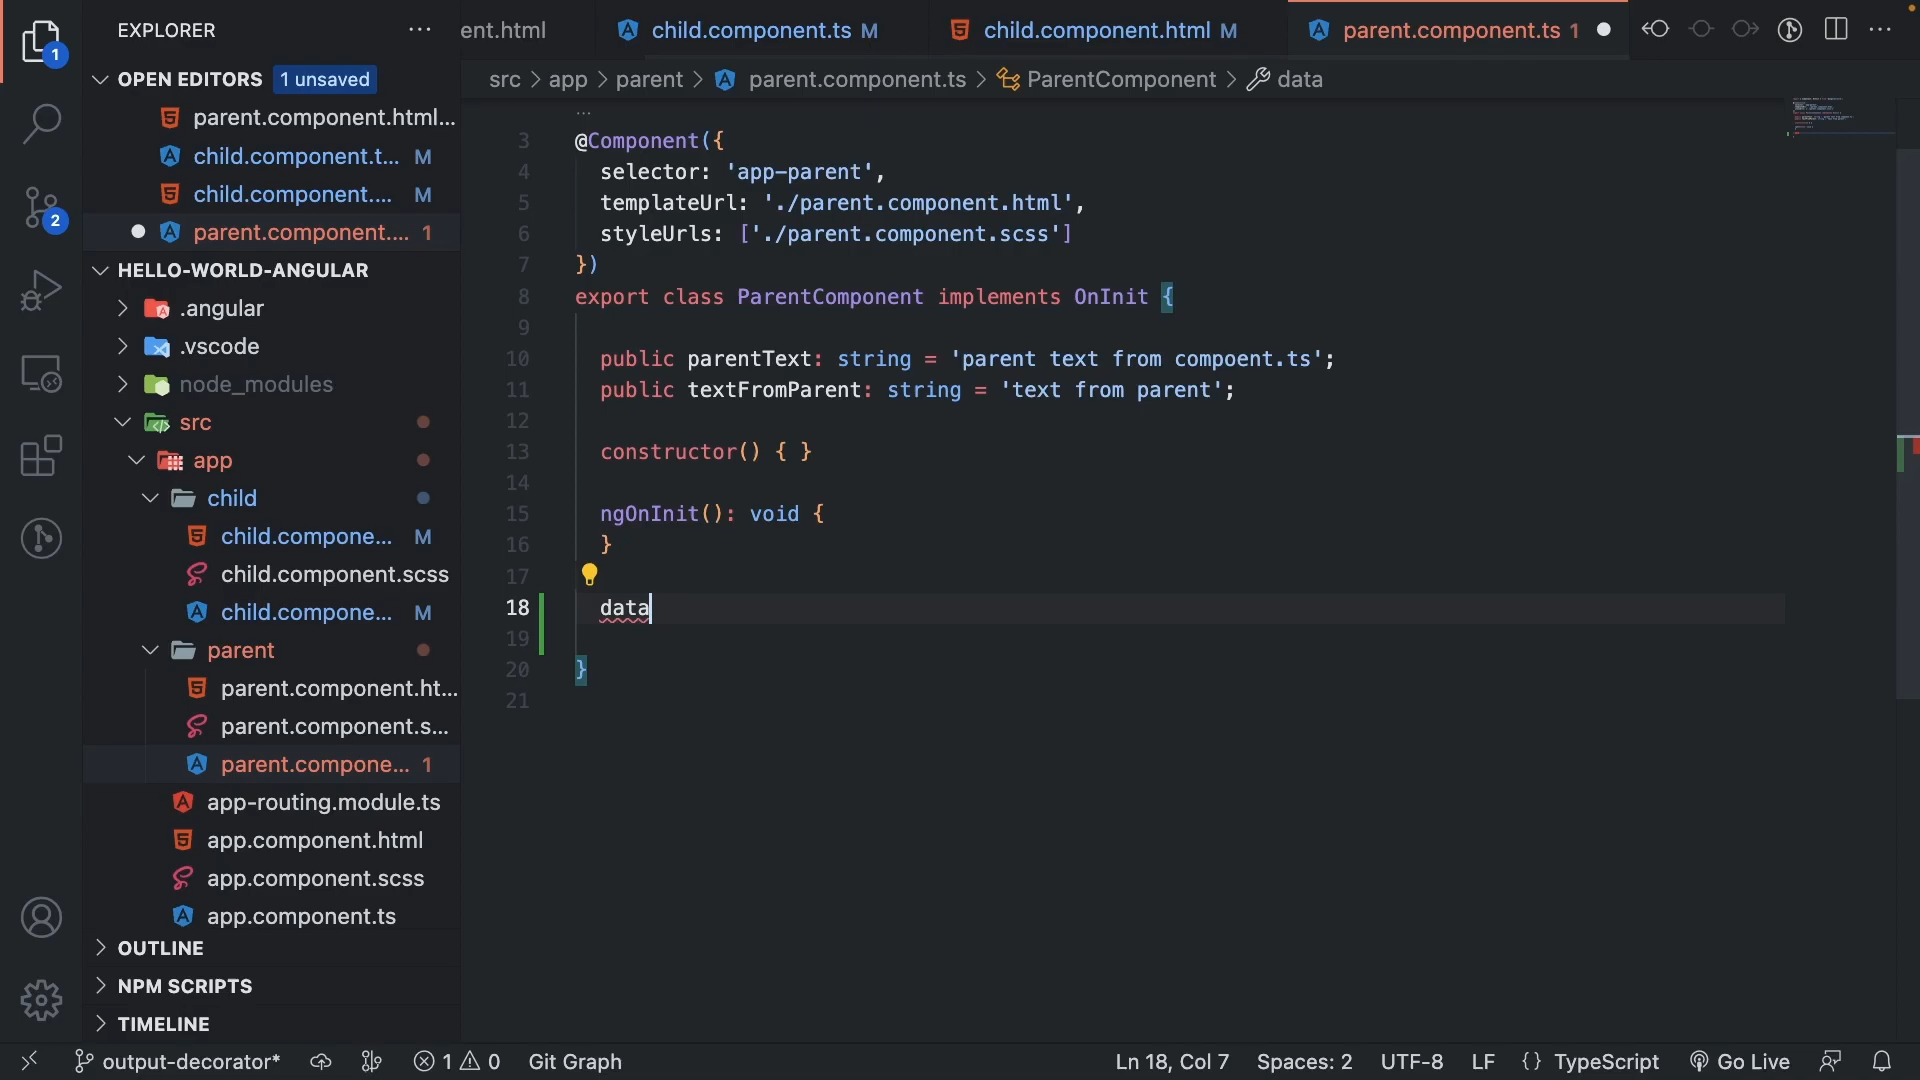 EXPLORER
OPEN EDITORS 1 unsaved
parent.component.html...
child.component.t... M
child.component.... M
parent.component.... 1
HELLO-WORLD-ANGULAR
.angular
.vscode
node_modules
src
app
child
child.compone... M
child.component.scss
child.compone... M
parent
parent.component.ht...
parent.component.s...
parent.compone... 1
app-routing.module.ts
app.component.html
app.component.scss
app.component.ts
OUTLINE
NPM SCRIPTS
TIMELINE
1
2
ent.html
child.component.ts M
child.component.html M
parent.component.ts 1
src > app > parent > parent.component.ts > ParentComponent > data
3 @Component({
4 selector: 'app-parent',
5 templateUrl: './parent.component.html',
6 styleUrls: ['./parent.component.scss']
7 })
8 export class ParentComponent implements OnInit {
9
10 public parentText: string = 'parent text from compoent.ts';
11 public textFromParent: string = 'text from parent';
12
13 constructor() { }
14
15 ngOnInit(): void {
16 }
17
18 data
19
20 }
21
output-decorator* 1 0 Git Graph Ln 18, Col 7 Spaces: 2 UTF-8 LF {} TypeScript Go Live